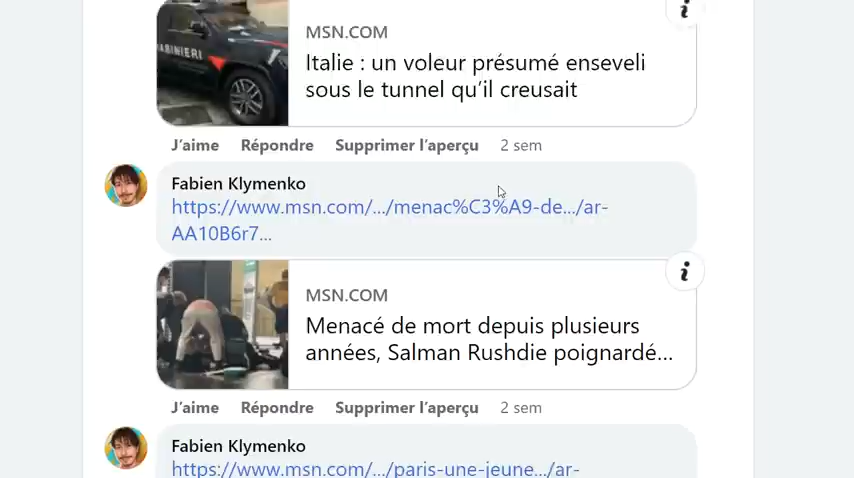 ABINIERI
MSN.COM
Italie : un voleur présumé enseveli
sous le tunnel qu'il creusait
J'aime Répondre Supprimer l'aperçu 2 sem
Fabien Klymenko
https://www.msn.com/.../menac%C3%A9-de.../ar-
AA10B6r7...
MSN.COM
Menacé de mort depuis plusieurs
années, Salman Rushdie poignardé...
J'aime Répondre Supprimer l'aperçu 2 sem
Fabien Klymenko
https://www.msn.com/.../paris-une-jeune.../ar-